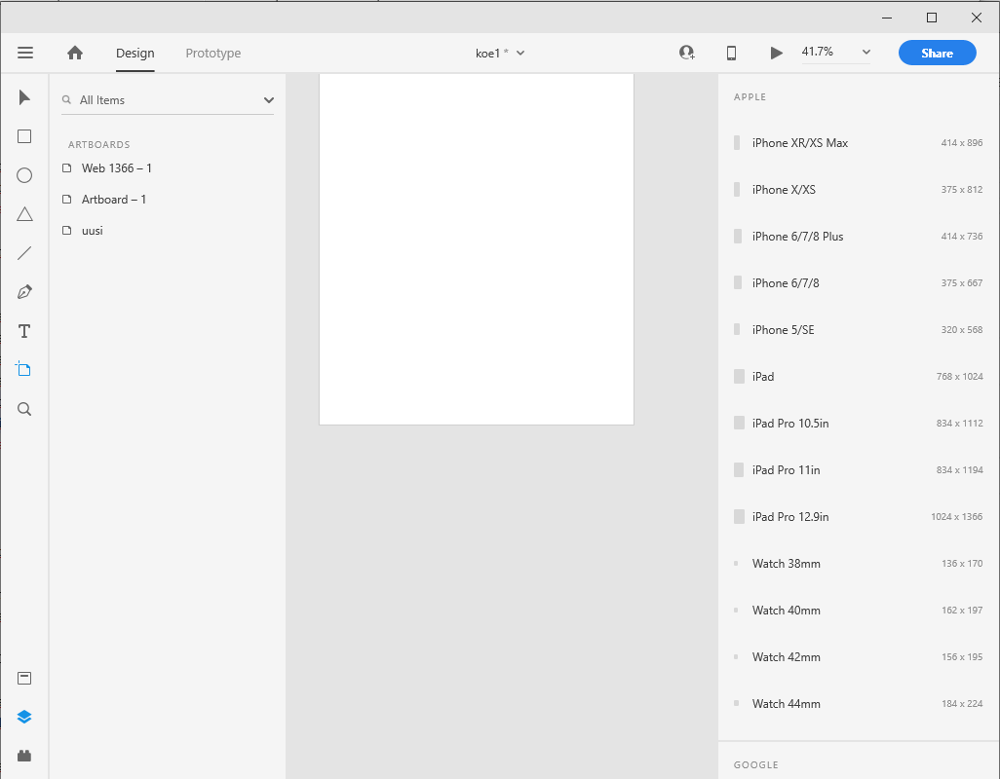 Design
Prototype
koe1 *
41.7%
Share
All Items
ARTBOARDS
Web 1366 – 1
Artboard – 1
uusi
APPLE
iPhone XR/XS Max 414 x 896
iPhone X/XS 375 x 812
iPhone 6/7/8 Plus 414 x 736
iPhone 6/7/8 375 x 667
iPhone 5/SE 320 x 568
iPad 768 x 1024
iPad Pro 10.5in 834 x 1112
iPad Pro 11in 834 x 1194
iPad Pro 12.9in 1024 x 1366
Watch 38mm 136 x 170
Watch 40mm 162 x 197
Watch 42mm 156 x 195
Watch 44mm 184 x 224
GOOGLE